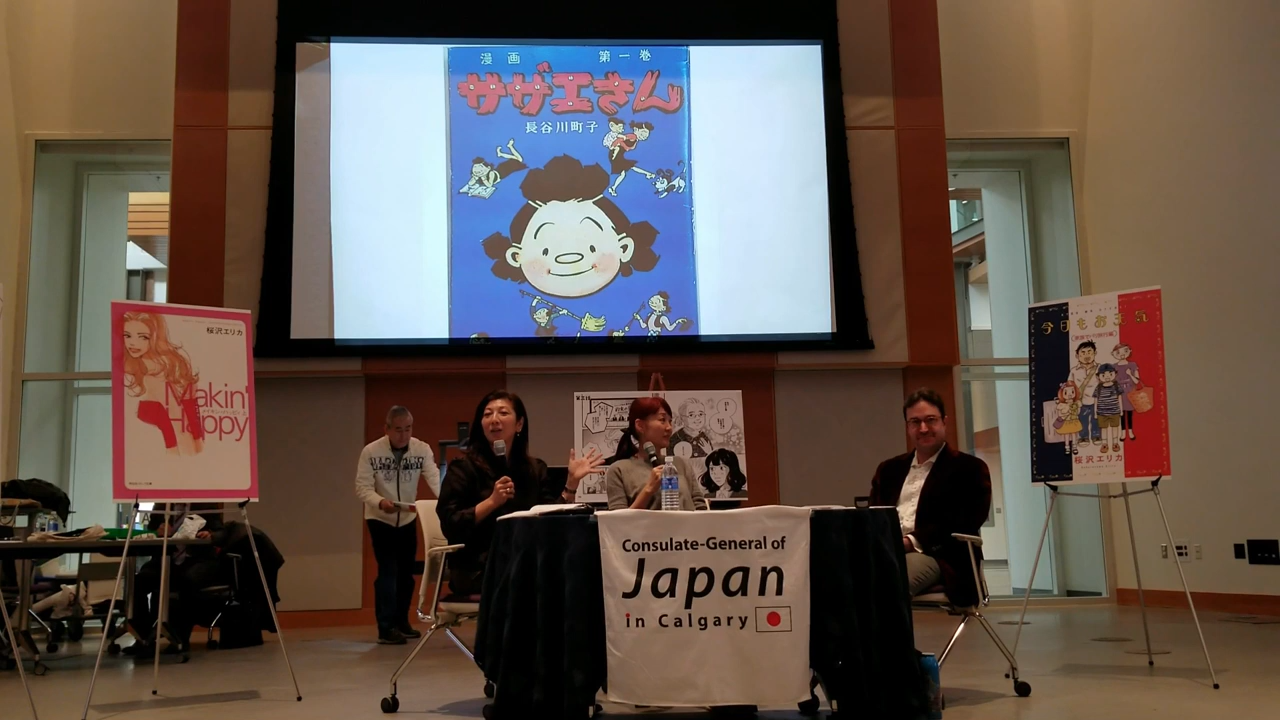 漫画 第一巻
サザエさん
長谷川町子
桜沢エリカ
Makin'
Happy
今日もお天気
桜沢エリカ
Consulate-General of
Japan
in Calgary